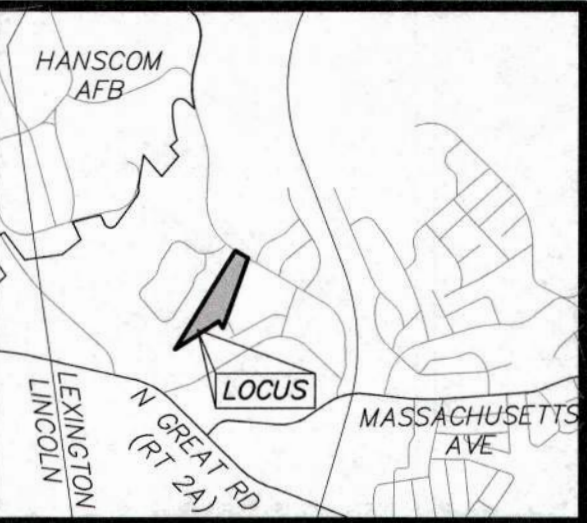 HANSCOM
AFB
LOCUS
LEXINGTON
LINCOLN
N GREAT RD
(RT 2A)
MASSACHUSETTS
AVE